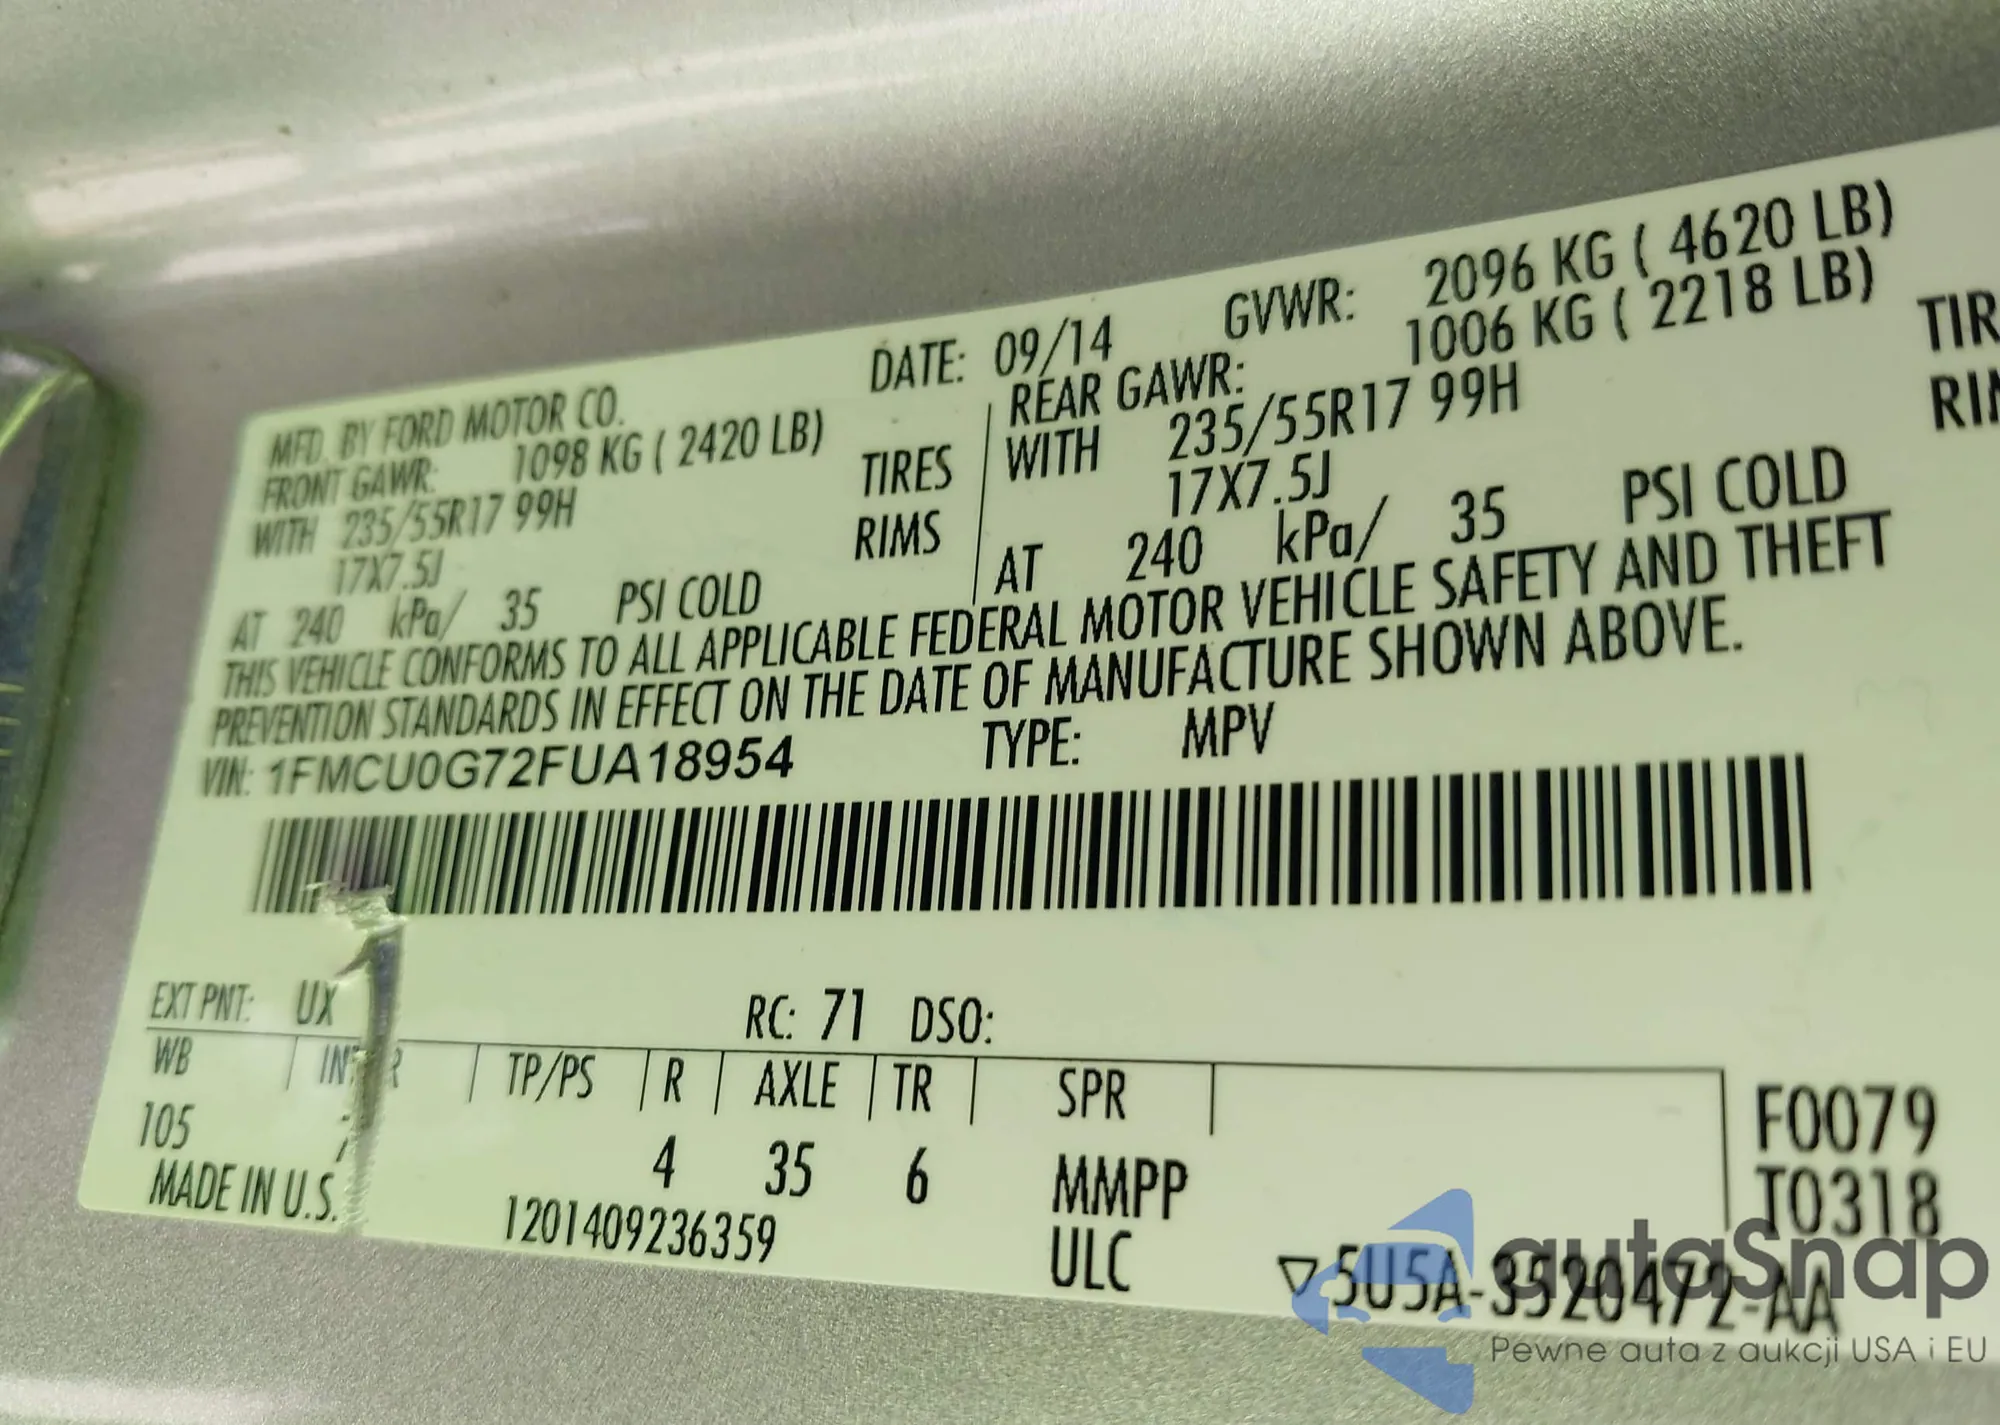 MFD. BY FORD MOTOR CO. DATE: 09/14 GVWR: 2096 KG ( 4620 LB)
FRONT GAWR: 1098 KG ( 2420 LB) REAR GAWR: 1006 KG ( 2218 LB)
WITH 235/55R17 99H TIRES WITH 235/55R17 99H TIR
17X7.5J RIMS 17X7.5J RI
AT 240 kPa/ 35 PSI COLD AT 240 kPa/ 35 PSI COLD
THIS VEHICLE CONFORMS TO ALL APPLICABLE FEDERAL MOTOR VEHICLE SAFETY AND THEFT
PREVENTION STANDARDS IN EFFECT ON THE DATE OF MANUFACTURE SHOWN ABOVE.
VIN: 1FMCU0G72FUA18954 TYPE: MPV
EXT PNT: UX RC: 71 DSO:
WB TP/PS R AXLE TR SPR
105 4 35 6 MMPP
F0079
T0318
MADE IN U.S. 1201409236359 ULC
▽5U5A-3520472-AA
autoSnap
Pewne auta z aukcji USA i EU